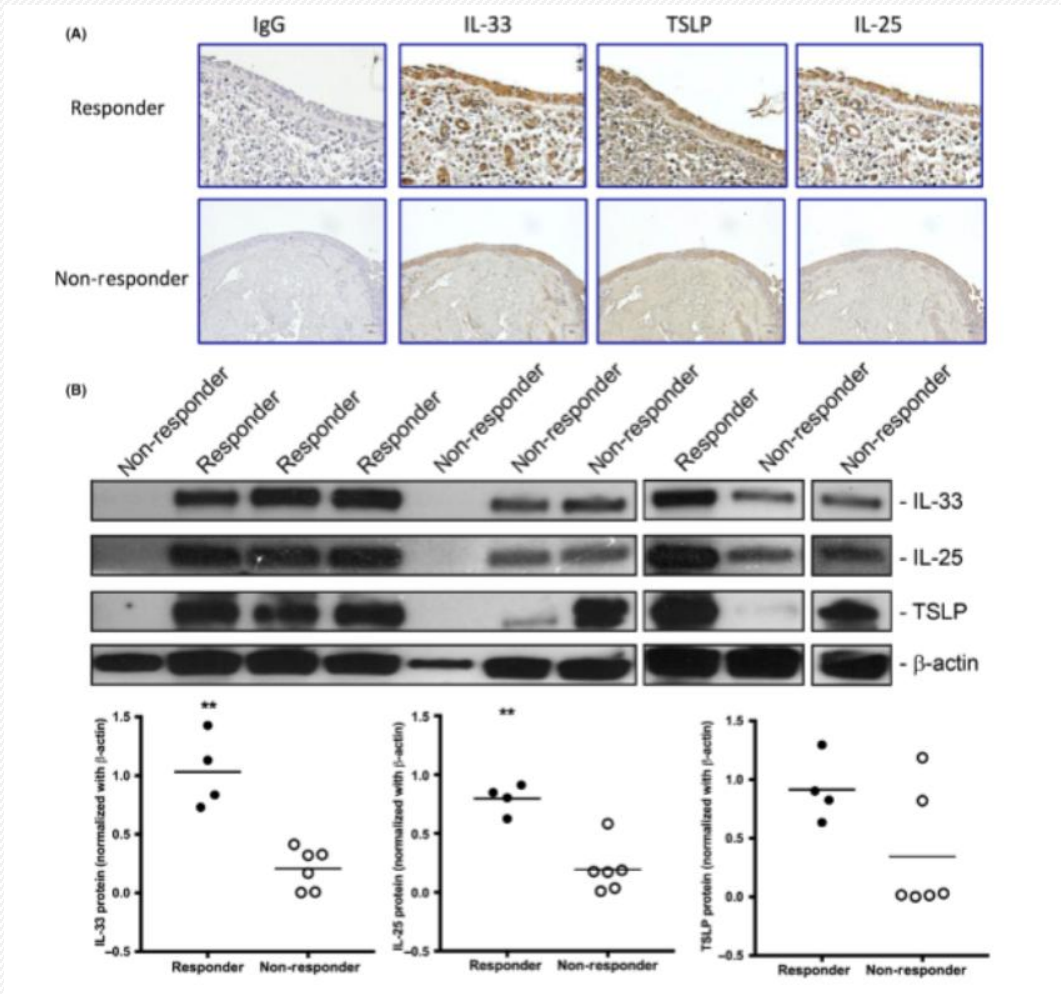 (A)
IgG IL-33 TSLP IL-25
Responder
Non-responder
(B)
Non-responder Responder Responder Responder Non-responder Non-responder Non-responder Responder Non-responder Non-responder
- IL-33
- IL-25
- TSLP
- β-actin
IL-33 protein (normalized with β-actin)
**
1.5
1.0
0.5
0.0
–0.5
Responder Non-responder
IL-25 protein (normalized with β-actin)
**
1.5
1.0
0.5
0.0
–0.5
Responder Non-responder
TSLP protein (normalized with β-actin)
1.5
1.0
0.5
0.0
–0.5
Responder Non-responder